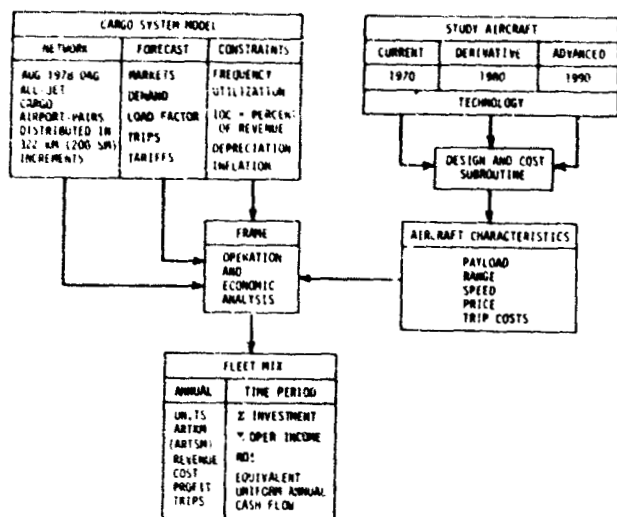 CARGO SYSTEM MODEL
NETWORK
AUG 1978 OAG
ALL-JET
CARGO
AIRPORT-PAIRS
DISTRIBUTED IN
322 KM (200 SM)
INCREMENTS
FORECAST
MARKETS
DEMAND
LOAD FACTOR
TRIPS
TARIFFS
CONSTRAINTS
FREQUENCY
UTILIZATION
IOC = PERCENT
OF REVENUE
DEPRECIATION
INFLATION
STUDY AIRCRAFT
CURRENT
DERIVATIVE
ADVANCED
1970
1980
1990
TECHNOLOGY
DESIGN AND COST
SUBROUTINE
AIRCRAFT CHARACTERISTICS
PAYLOAD
RANGE
SPEED
PRICE
TRIP COSTS
FRAME
OPERATION
AND
ECONOMIC
ANALYSIS
FLEET MIX
ANNUAL
UNITS
ARTKM
(ARTSM)
REVENUE
COST
PROFIT
TRIPS
TIME PERIOD
% INVESTMENT
% OPER INCOME
EQUIVALENT
UNIFORM ANNUAL
CASH FLOW